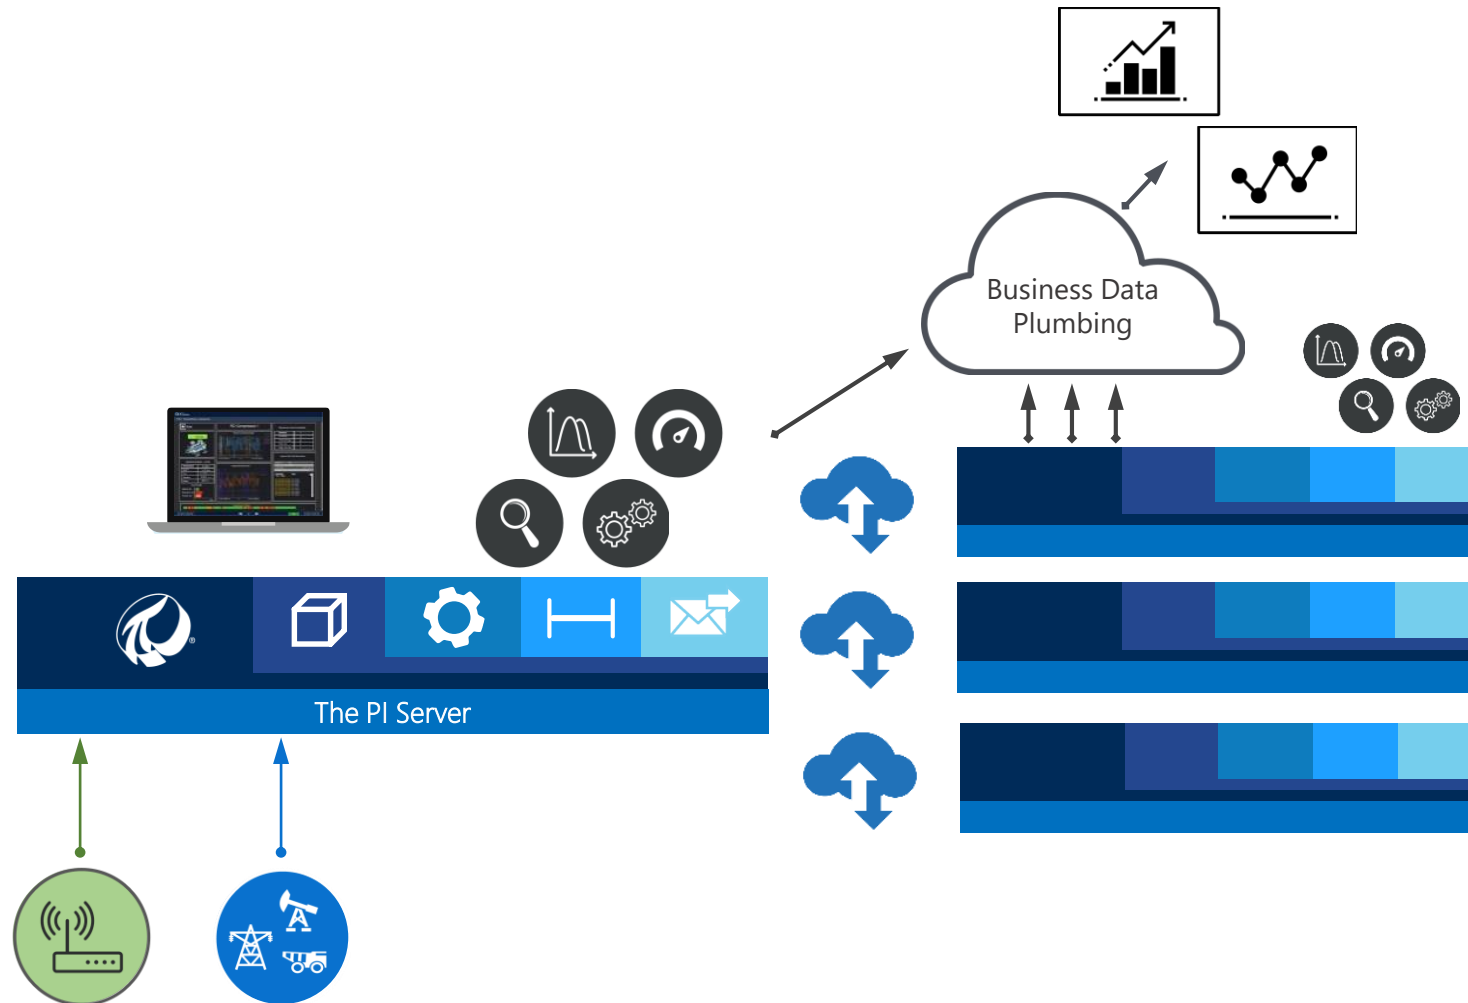 Business Data
Plumbing
The PI Server